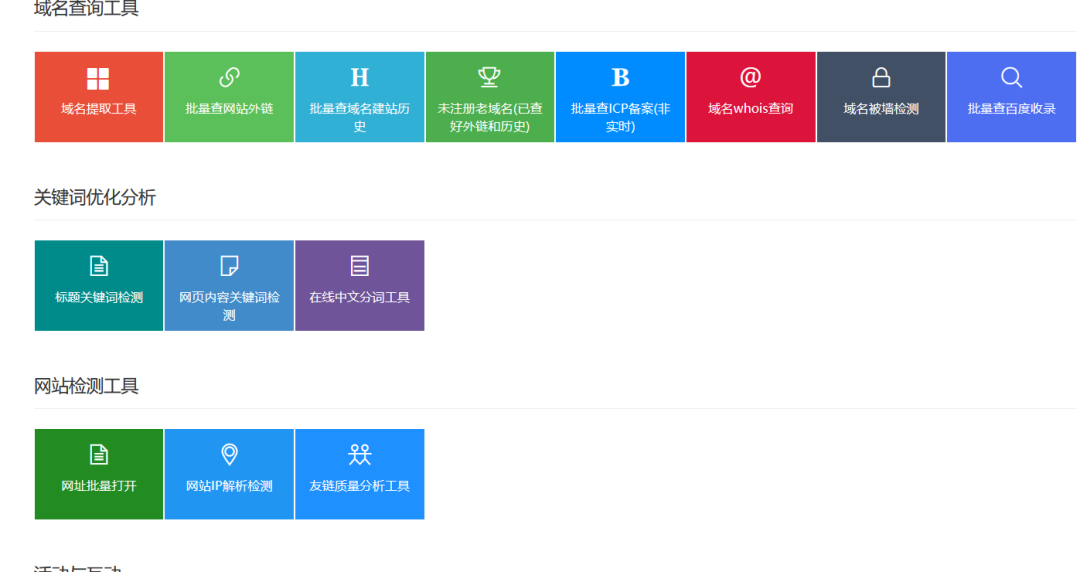 域名查询工具
域名提取工具
批量查网站外链
H
批量查域名建站历
史
未注册老域名(已查
好外链和历史)
B
批量查ICP备案(非
实时)
@
域名whois查询
域名被墙检测
批量查百度收录
关键词优化分析
标题关键词检测
网页内容关键词检
测
在线中文分词工具
网站检测工具
网址批量打开
网站IP解析检测
友链质量分析工具
活动与互动